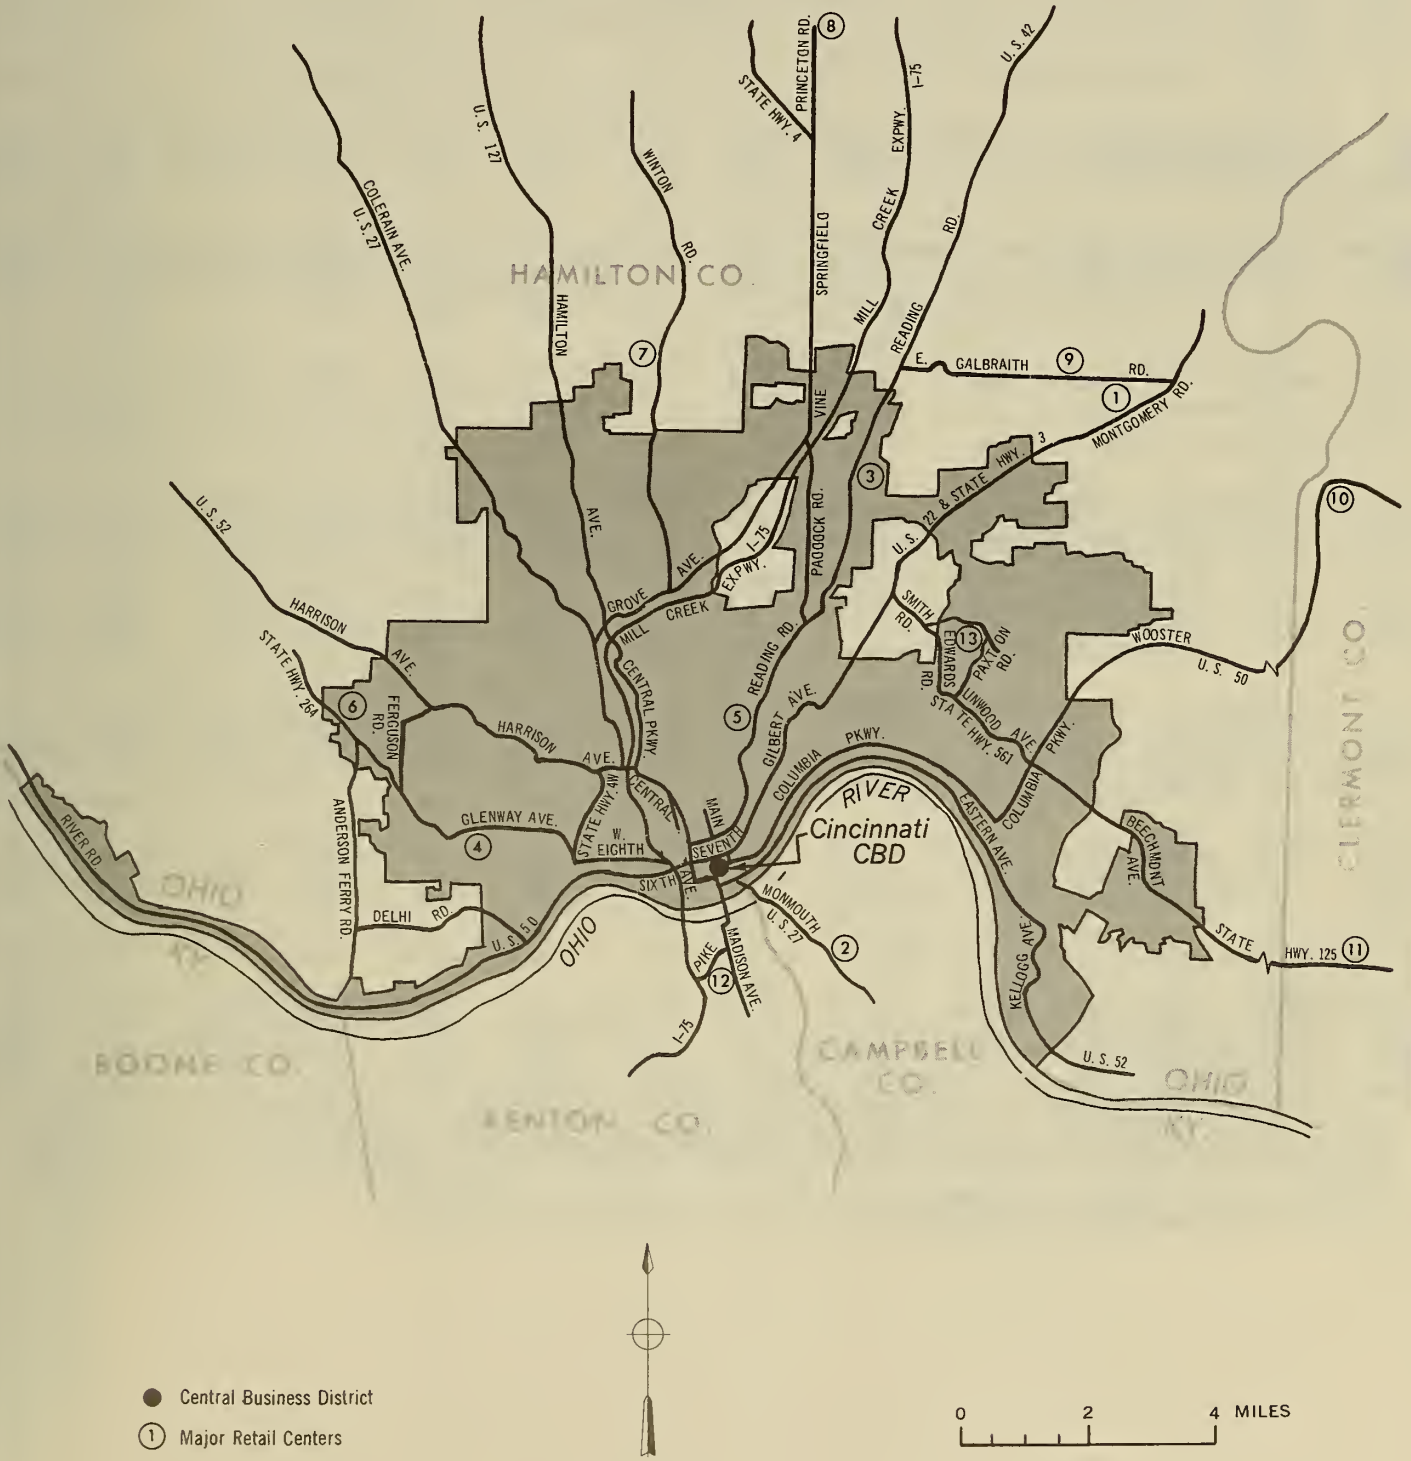 8
PRINCETON RD.
STATE HWY. 4
I-75
U. S. 42
U. S. 127
EXPWY.
WINTON
RD.
COLERAIN AVE.
U. S. 27
CREEK
RD.
SPRINGFIELD
HAMILTON CO.
MILL
READING
HAMILTON
7
E. GALBRAITH
9
RD.
1
MONTGOMERY RD.
VINE
3
3
U. S. 22 & STATE HWY.
10
U. S. 52
AVE.
PADDOCK RD.
I-75
EXPWY.
GROVE AVE.
MILL CREEK
SMITH
RD.
HARRISON
AVE.
STATE HWY. 264
13
EDWARDS
RD.
PAXTON
RD.
WOOSTER
U. S. 50
READING RD.
CENTRAL PKWY.
6
FERGUSON
RD.
5
GILBERT AVE.
LINWOOD AVE.
STATE HWY. 561
PKWY.
COLUMBIA
CLERMONT CO.
HARRISON
AVE.
COLUMBIA
PKWY.
STATE HWY. 4W
CENTRAL
AVE.
MAIN
RIVER
Cincinnati
CBD
EASTERN AVE.
RIVER RD
ANDERSON FERRY RD.
GLENWAY AVE.
4
W.
EIGHTH
SEVENTH
SIXTH
BEECHMONT
AVE.
OHIO
KY.
DELHI RD.
U. S. 50
OHIO
MONMOUTH
U. S. 27
2
PIKE
MADISON AVE.
12
I-75
KELLOGG AVE.
STATE
HWY. 125
11
U. S. 52
BOONE CO.
KENTON CO.
CAMPBELL
CO.
OHIO
KY.
Central Business District
1 Major Retail Centers
0 2 4 MILES